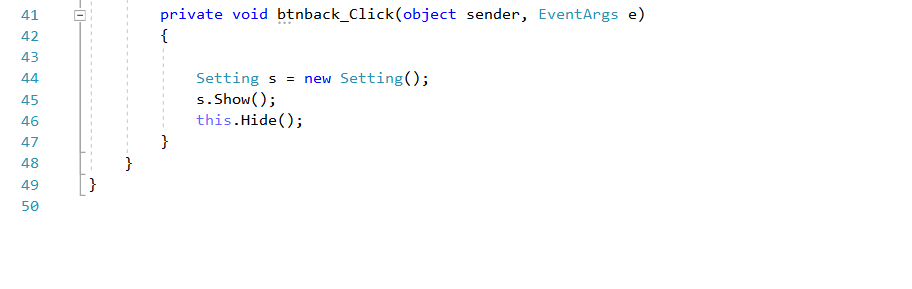 41 private void btnback_Click(object sender, EventArgs e)
42 {
43
44 Setting s = new Setting();
45 s.Show();
46 this.Hide();
47 }
48 }
49 }
50